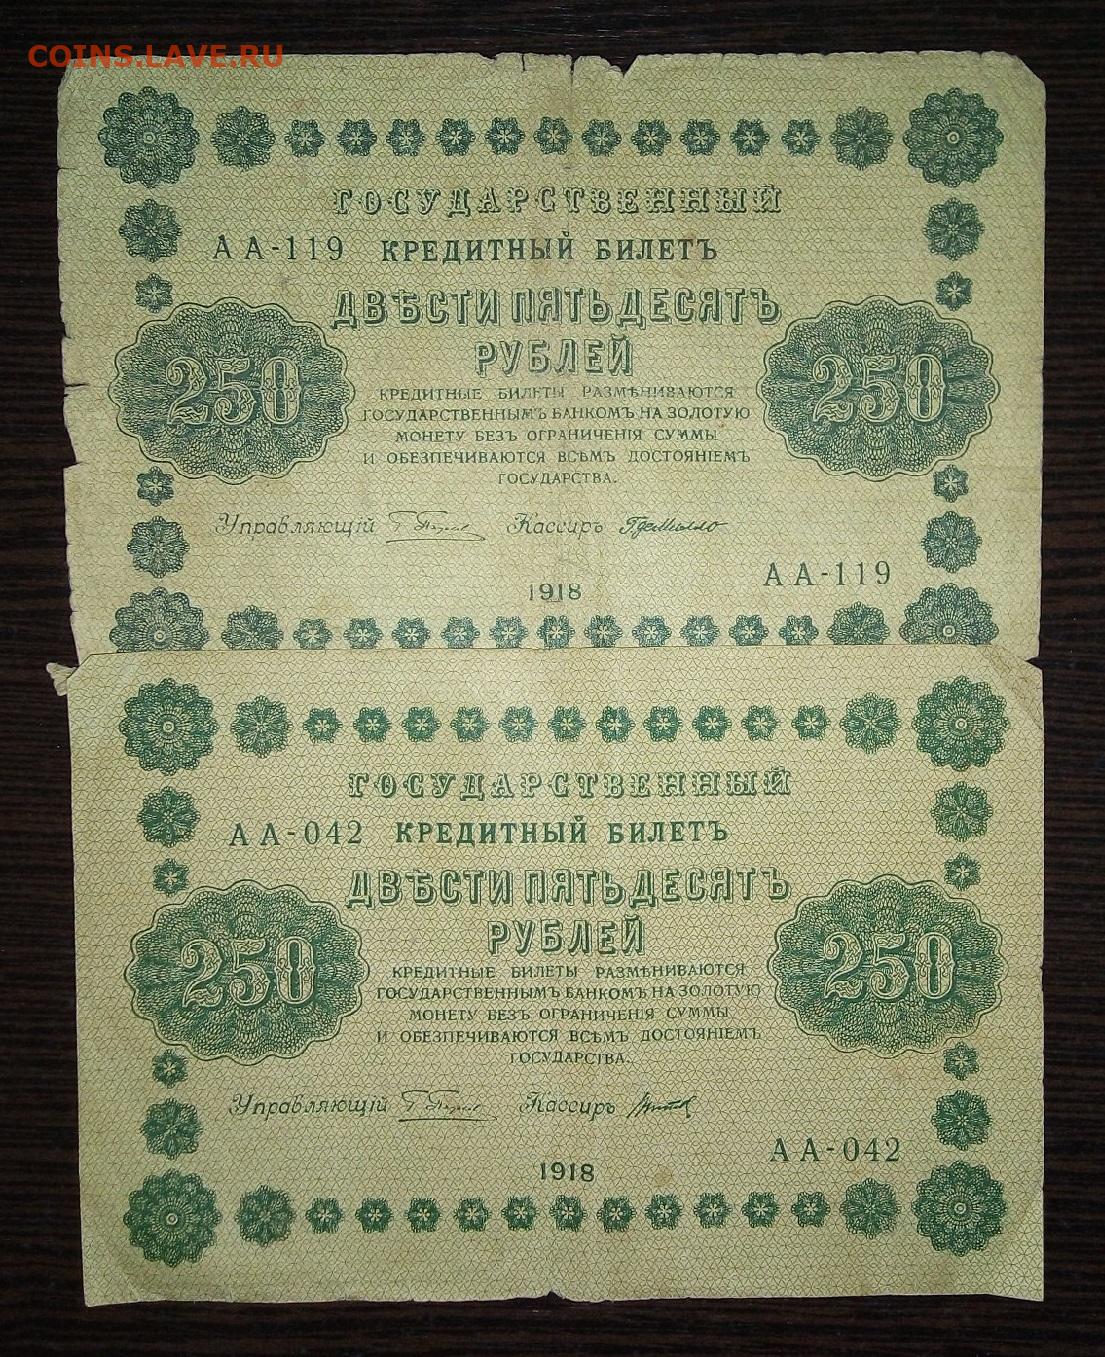 COINS.LAVE.RU
ГОСУДАРСТВЕННЫЙ
АА-119 КРЕДИТНЫЙ БИЛЕТЪ
ДВѢСТИ ПЯТЬДЕСЯТЪ
РУБЛЕЙ
250 250
КРЕДИТНЫЕ БИЛЕТЫ РАЗМѢНИВАЮТСЯ
ГОСУДАРСТВЕННЫМЪ БАНКОМЪ НА ЗОЛОТУЮ
МОНЕТУ БЕЗЪ ОГРАНИЧЕНІЯ СУММЫ
И ОБЕЗПЕЧИВАЮТСЯ ВСѢМЪ ДОСТОЯНІЕМЪ
ГОСУДАРСТВА.
Управляющій Кассиръ
АА-119
1918
ГОСУДАРСТВЕННЫЙ
АА-042 КРЕДИТНЫЙ БИЛЕТЪ
ДВѢСТИ ПЯТЬДЕСЯТЪ
РУБЛЕЙ
250 250
КРЕДИТНЫЕ БИЛЕТЫ РАЗМѢНИВАЮТСЯ
ГОСУДАРСТВЕННЫМЪ БАНКОМЪ НА ЗОЛОТУЮ
МОНЕТУ БЕЗЪ ОГРАНИЧЕНІЯ СУММЫ
И ОБЕЗПЕЧИВАЮТСЯ ВСѢМЪ ДОСТОЯНІЕМЪ
ГОСУДАРСТВА.
Управляющій Кассиръ
АА-042
1918